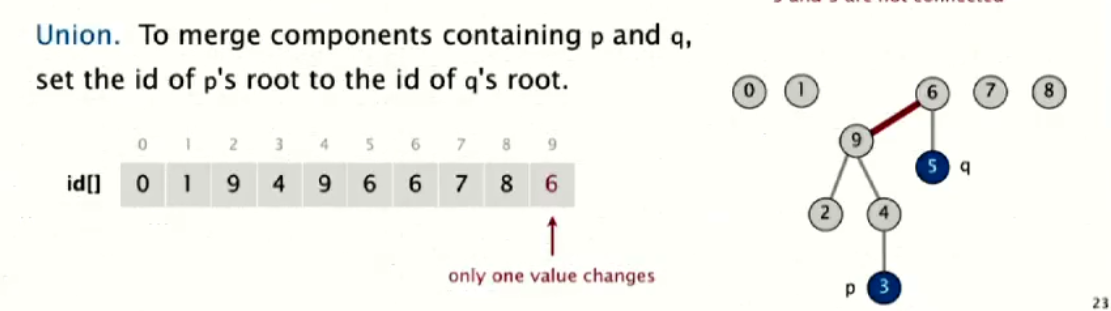 Union. To merge components containing p and q,
set the id of p's root to the id of q's root.
0 1 2 3 4 5 6 7 8 9
id[] 0 1 9 4 9 6 6 7 8 6
only one value changes
0 1 6 7 8
9
5 q
2 4
p 3
23